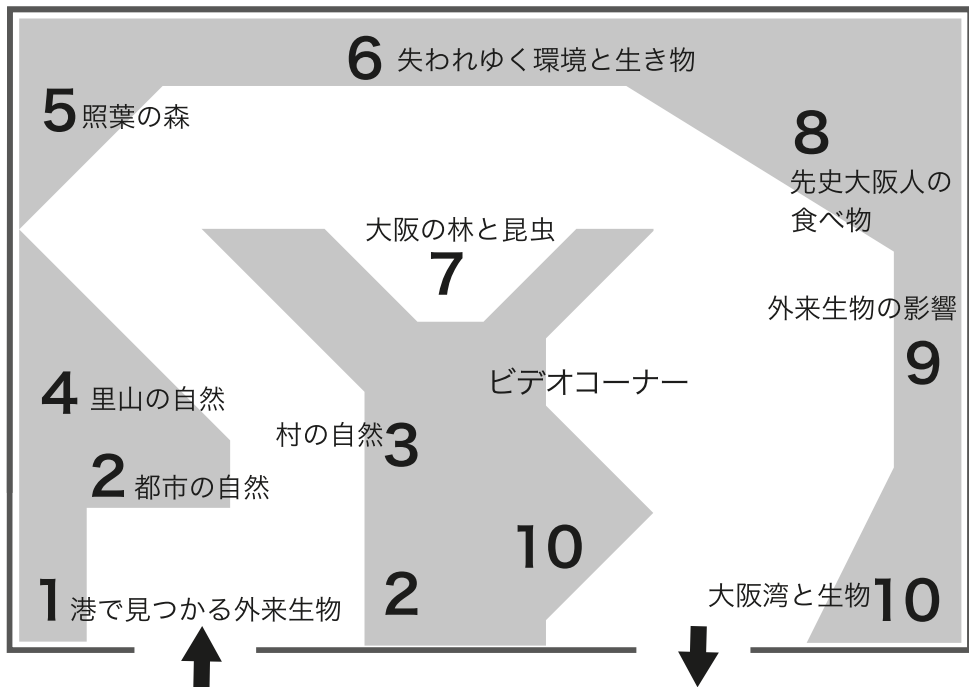 6 失われゆく環境と生き物
5 照葉の森
8
先史大阪人の
食べ物
大阪の林と昆虫
7
外来生物の影響
9
ビデオコーナー
4 里山の自然
村の自然 3
2 都市の自然
10
2
1 港で見つかる外来生物
大阪湾と生物 10